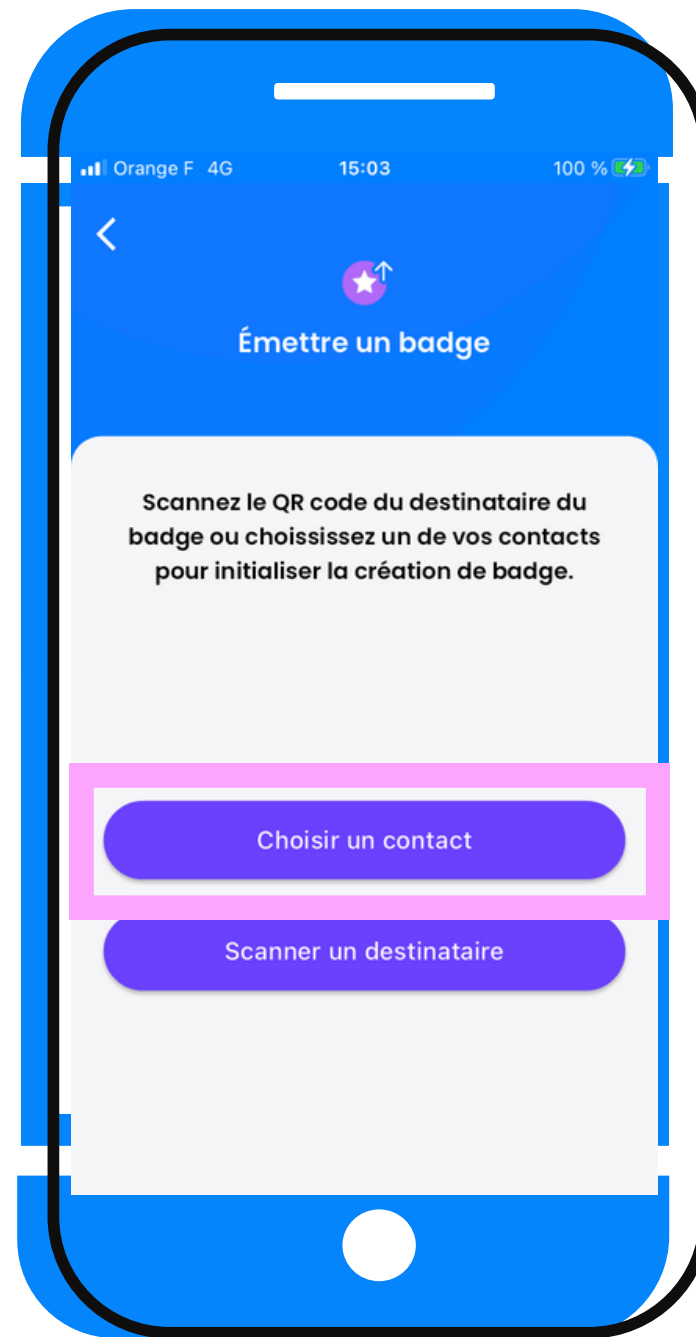 Orange F 4G 15:03 100 %
Émettre un badge
Scannez le QR code du destinataire du
badge ou choississez un de vos contacts
pour initialiser la création de badge.
Choisir un contact
Scanner un destinataire